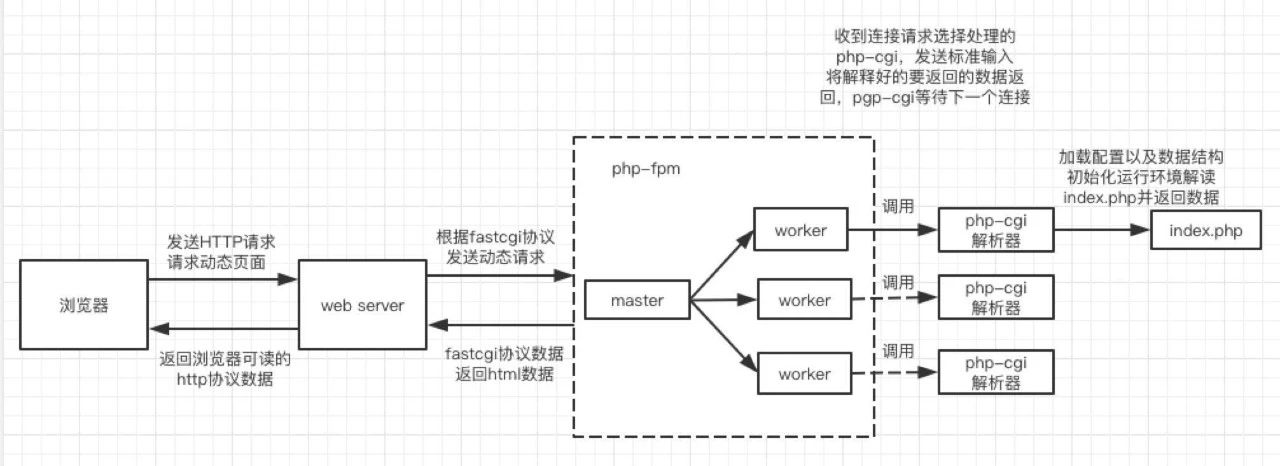 收到连接请求选择处理的
php-cgi，发送标准输入
将解释好的要返回的数据返
回，pgp-cgi等待下一个连接
php-fpm
加载配置以及数据结构
初始化运行环境解读
index.php并返回数据
调用
php-cgi
解析器
index.php
worker
发送HTTP请求
请求动态页面
根据fastcgi协议
发送动态请求
浏览器
web server
master
worker
调用
php-cgi
解析器
返回浏览器可读的
http协议数据
fastcgi协议数据
返回html数据
worker
调用
php-cgi
解析器